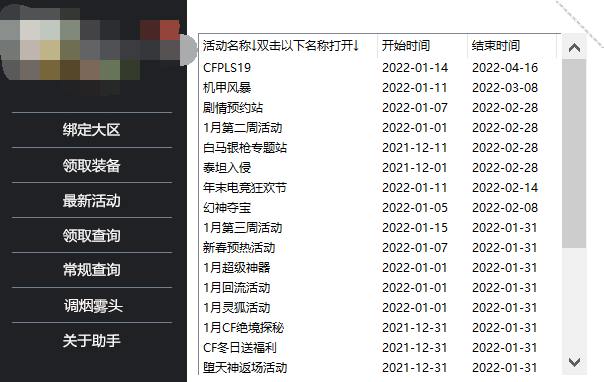 绑定大区
领取装备
最新活动
领取查询
常规查询
调烟雾头
关于助手
活动名称↓双击以下名称打开↓ 开始时间 结束时间
CFPLS19 2022-01-14 2022-04-16
机甲风暴 2022-01-11 2022-03-08
剧情预约站 2022-01-07 2022-02-28
1月第二周活动 2022-01-01 2022-02-28
白马银枪专题站 2021-12-11 2022-02-28
泰坦入侵 2021-12-01 2022-02-28
年末电竞狂欢节 2022-01-11 2022-02-14
幻神夺宝 2022-01-05 2022-02-08
1月第三周活动 2022-01-15 2022-01-31
新春预热活动 2022-01-07 2022-01-31
1月超级神器 2022-01-01 2022-01-31
1月回流活动 2022-01-01 2022-01-31
1月灵狐活动 2022-01-01 2022-01-31
1月CF绝境探秘 2021-12-31 2022-01-31
CF冬日送福利 2021-12-31 2022-01-31
堕天神返场活动 2021-12-31 2022-01-31